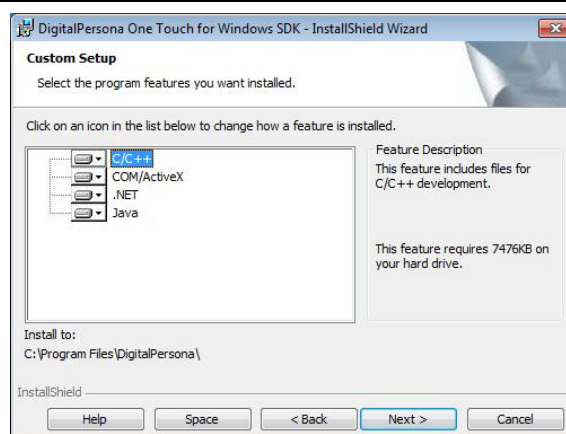 DigitalPersona One Touch for Windows SDK - InstallShield Wizard
Custom Setup
Select the program features you want installed.
Click on an icon in the list below to change how a feature is installed.
C/C++
COM/ActiveX
.NET
Java
Feature Description
This feature includes files for
C/C++ development.
This feature requires 7476KB on
your hard drive.
Install to:
C:\Program Files\DigitalPersona\
InstallShield
Help
Space
< Back
Next >
Cancel